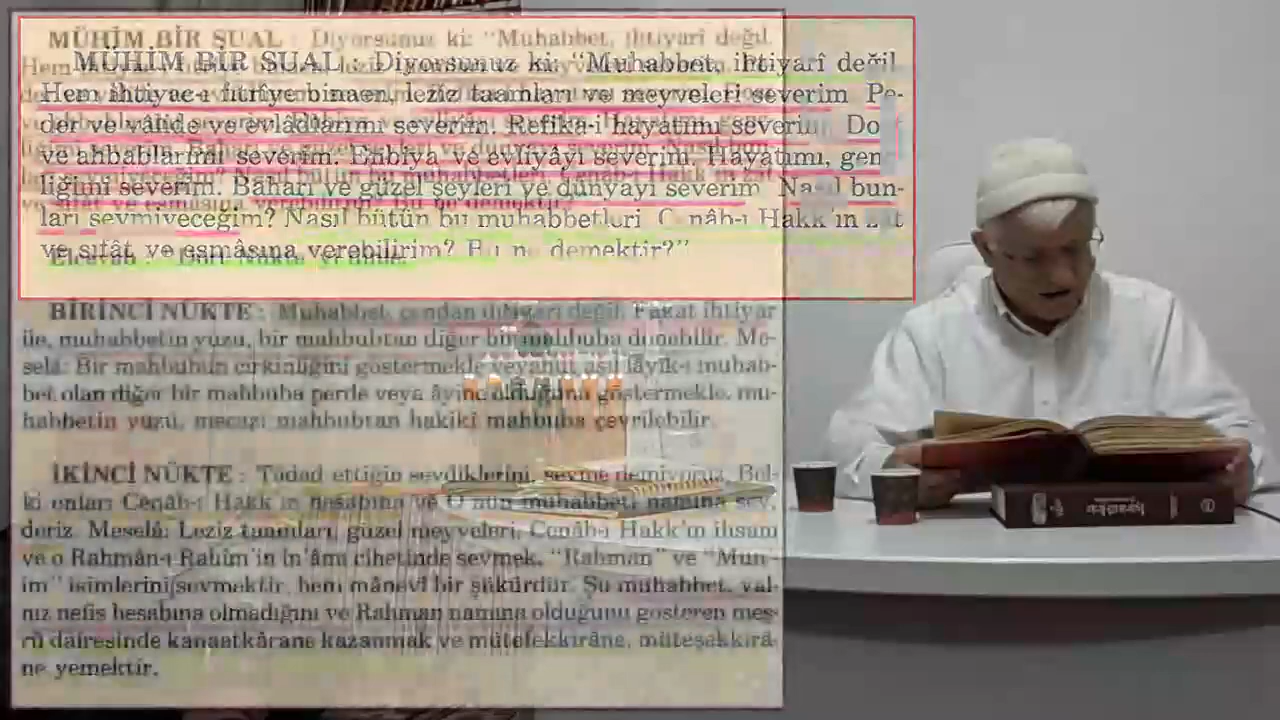 MÜHİM BİR SUAL : Diyorsunuz ki: "Muhabbet, ihtiyarî değil
Hem ihtiyac-ı fıtrîye binaen, leziz taamları ve meyveleri severim Pe-
der ve vâlide ve evlâdlarımı severim. Refika-i hayatımı severim Do
ve ahbablarımı severim. Enbiya ve evliyâyı severim. Hayatımı, genç
liğimi severim. Baharı ve güzel şeyleri ve dünyayı severim Nasıl bun-
ları sevmiyeceğim? Nasıl bütün bu muhabbetleri Cenâb-ı Hakk'ın zât
ve sıfât ve esmâsına verebilirim? Bu ne demektir?"
BİRİNCİ NÜKTE : Muhabbet, çendan ihtiyarî değil. Fakat ihtiyar
ile, muhabbetin yüzü, bir mahbubtan diğer bir mahbuba dönebilir. Me-
selâ: Bir mahbubun çirkinliğini göstermekle veyahut asıl lâyık-ı muhab-
bet olan diğer bir mahbuba perde veya âyine olduğunu göstermekle, mu-
habbetin yüzü, mecazî mahbubtan hakikî mahbuba çevrilebilir.
İKİNCİ NÜKTE : Tâdad ettiğin sevdiklerini, sevme demiyoruz. Bel-
ki onları Cenâb-ı Hakk'ın hesabına ve O'nun muhabbeti namına sev,
deriz. Meselâ: Leziz taamları, güzel meyveleri, Cenâb-ı Hakk'ın ihsanı
ve o Rahmân-ı Rahîm'in in'âmı cihetinde sevmek, "Rahman" ve "Mün-
im" isimlerini sevmektir, hem mânevî bir şükürdür. Şu muhabbet, yal-
nız nefis hesabına olmadığını ve Rahman namına olduğunu gösteren meş-
rû dairesinde kanaatkârane kazanmak ve mütefekkirâne, müteşekkirâ-
ne yemektir.